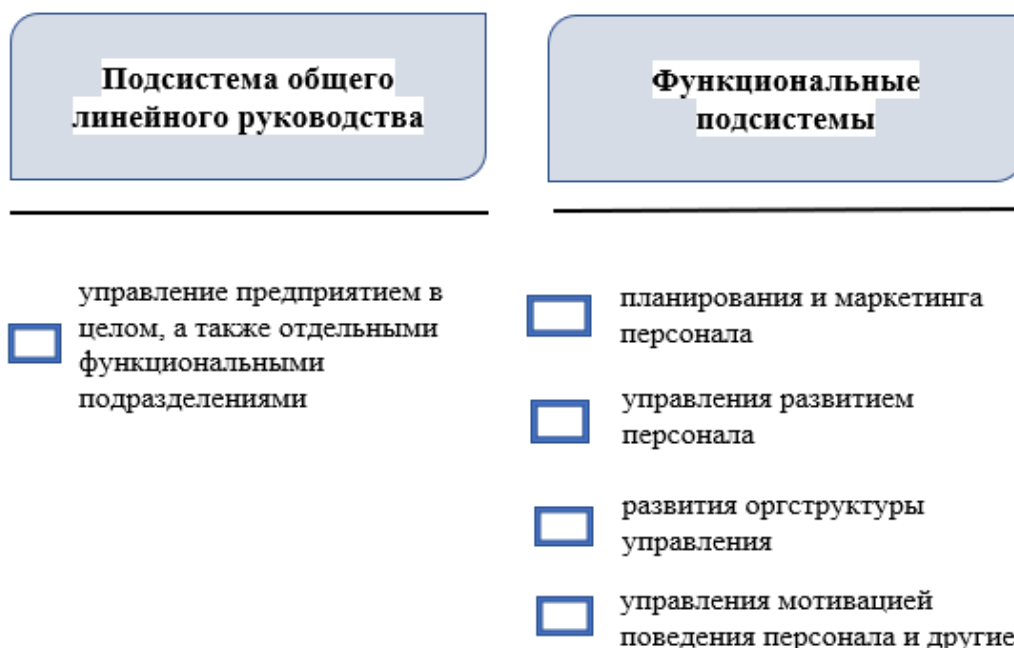 Подсистема общего
линейного руководства
управление предприятием в
целом, а также отдельными
функциональными
подразделениями
Функциональные
подсистемы
планирования и маркетинга
персонала
управления развитием
персонала
развития оргструктуры
управления
управления мотивацией
поведения персонала и другие